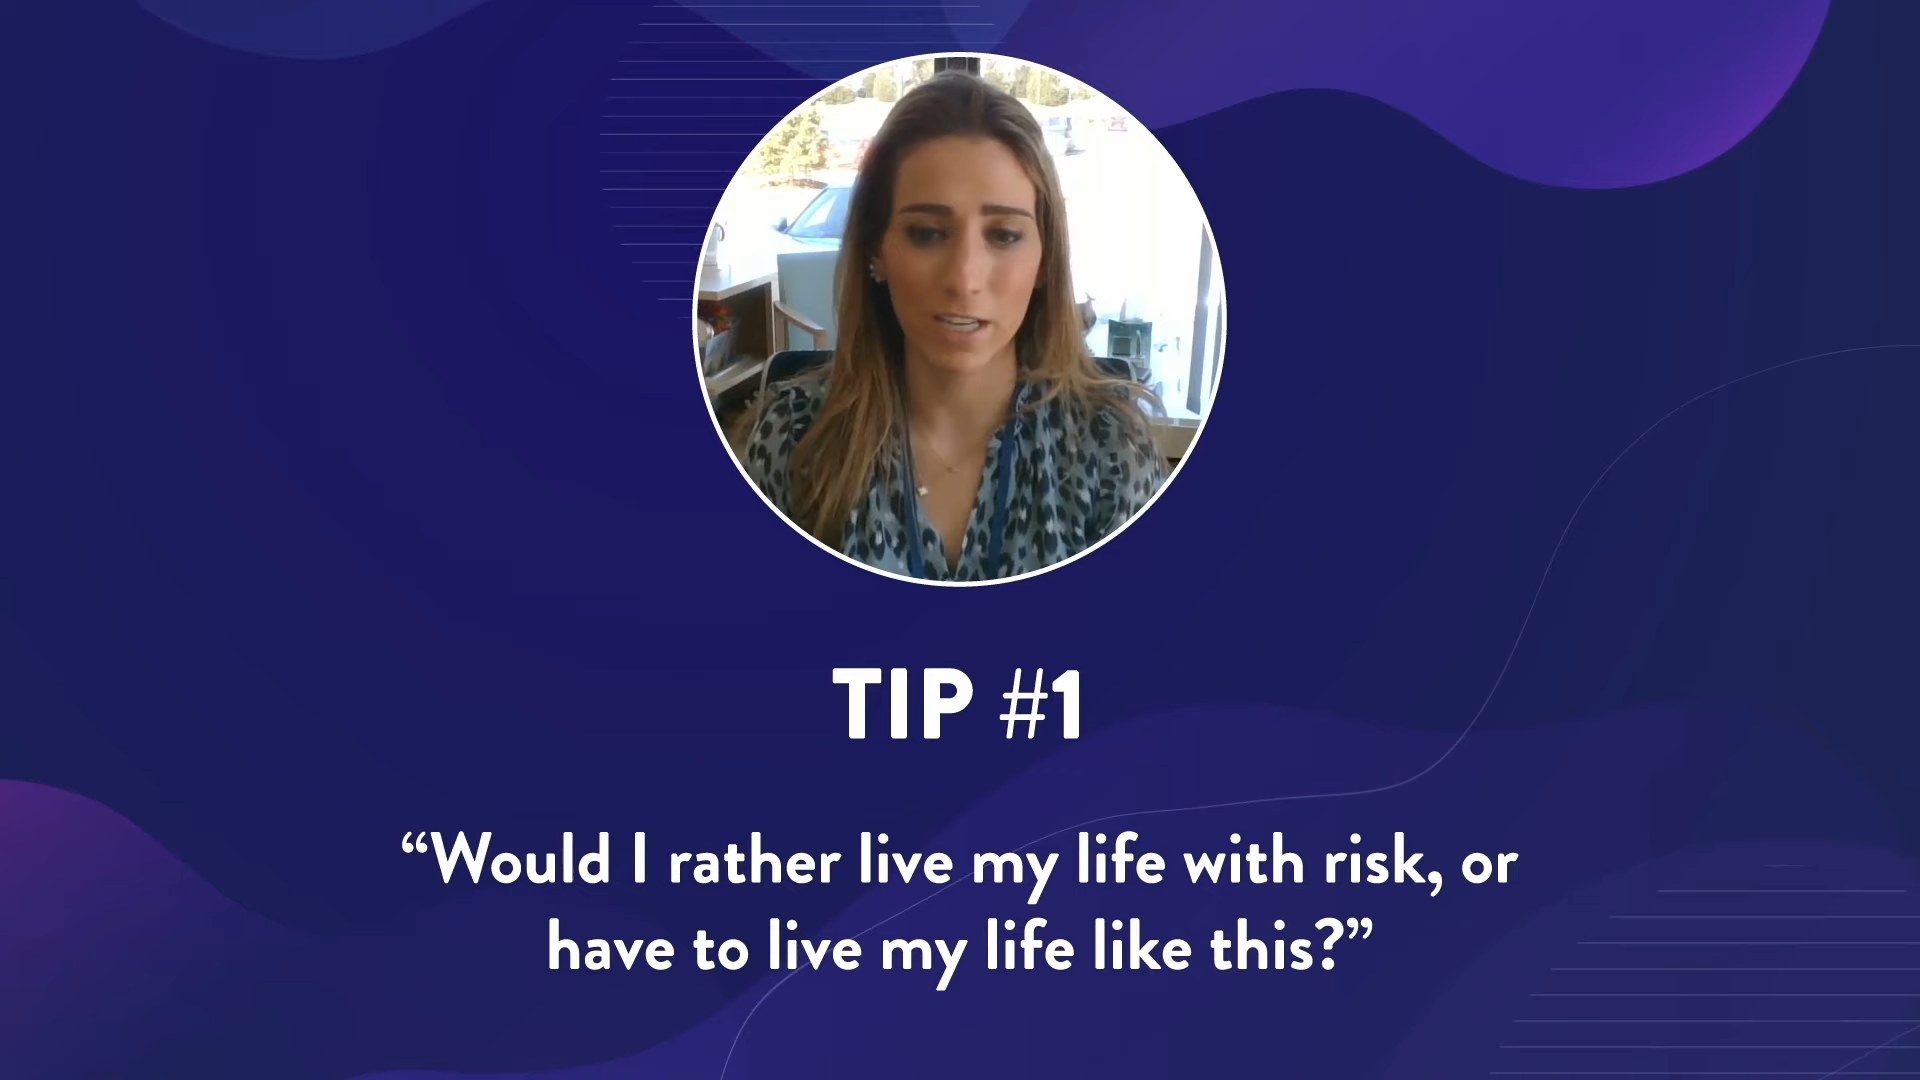 TIP #1
“Would I rather live my life with risk, or
have to live my life like this?”